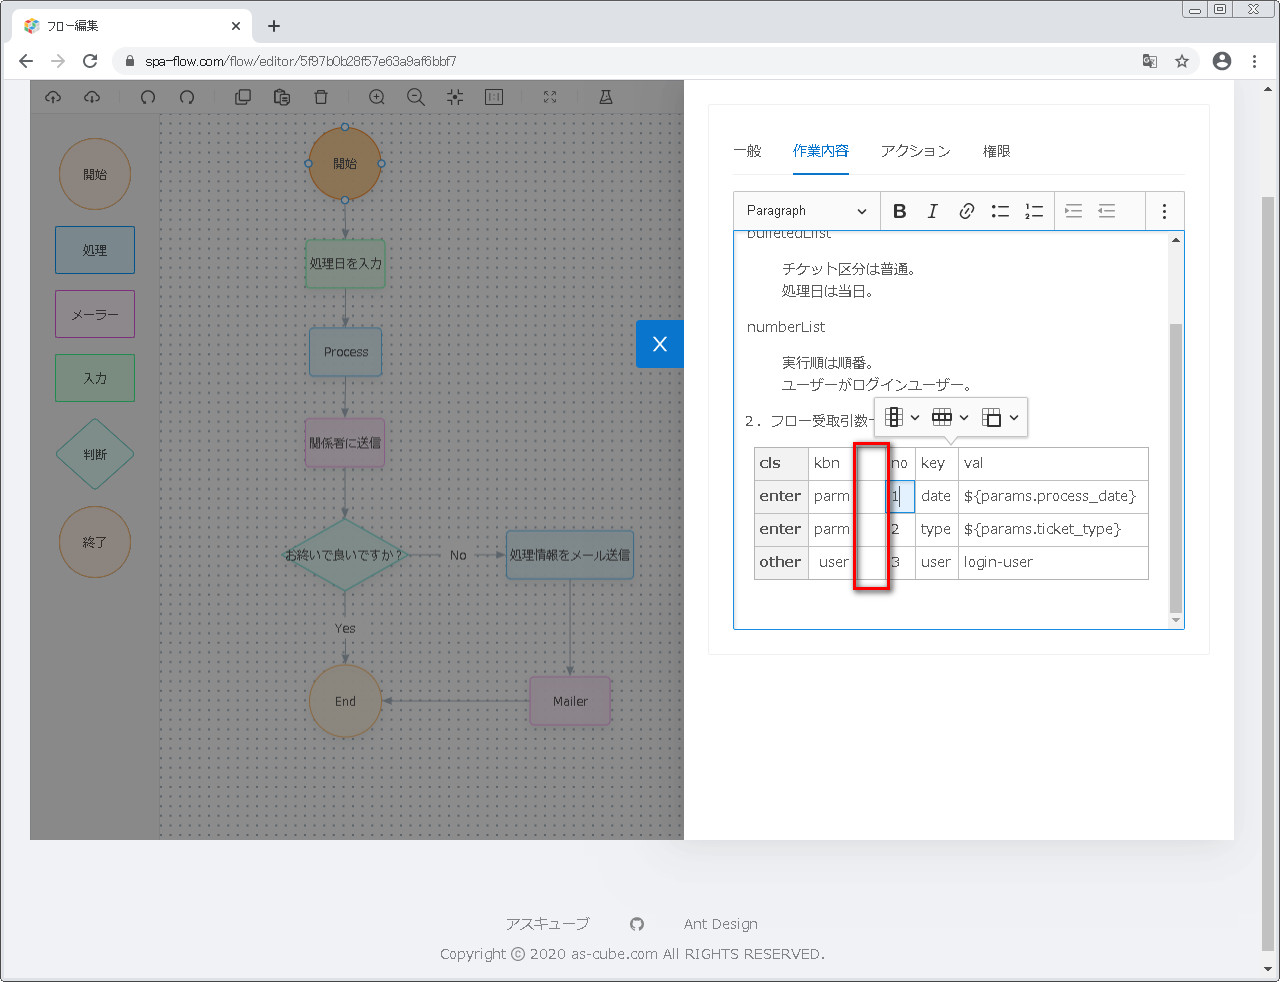 フロー編集
spa-flow.com/flow/editor/5f97b0b28f57e63a9af6bbf7
開始
処理
メーラー
入力
判断
終了
開始
処理日を入力
Process
関係者に送信
お終いで良いですか？
No
処理情報をメール送信
Yes
End
Mailer
一般 作業内容 アクション 権限
Paragraph
bulletedList
チケット区分は普通。
処理日は当日。
numberList
実行順は順番。
ユーザーがログインユーザー。
２．フロー受取引数
cls kbn no key val
enter parm 1 date ${params.process_date}
enter parm 2 type ${params.ticket_type}
other user 3 user login-user
アスキューブ Ant Design
Copyright © 2020 as-cube.com All RIGHTS RESERVED.